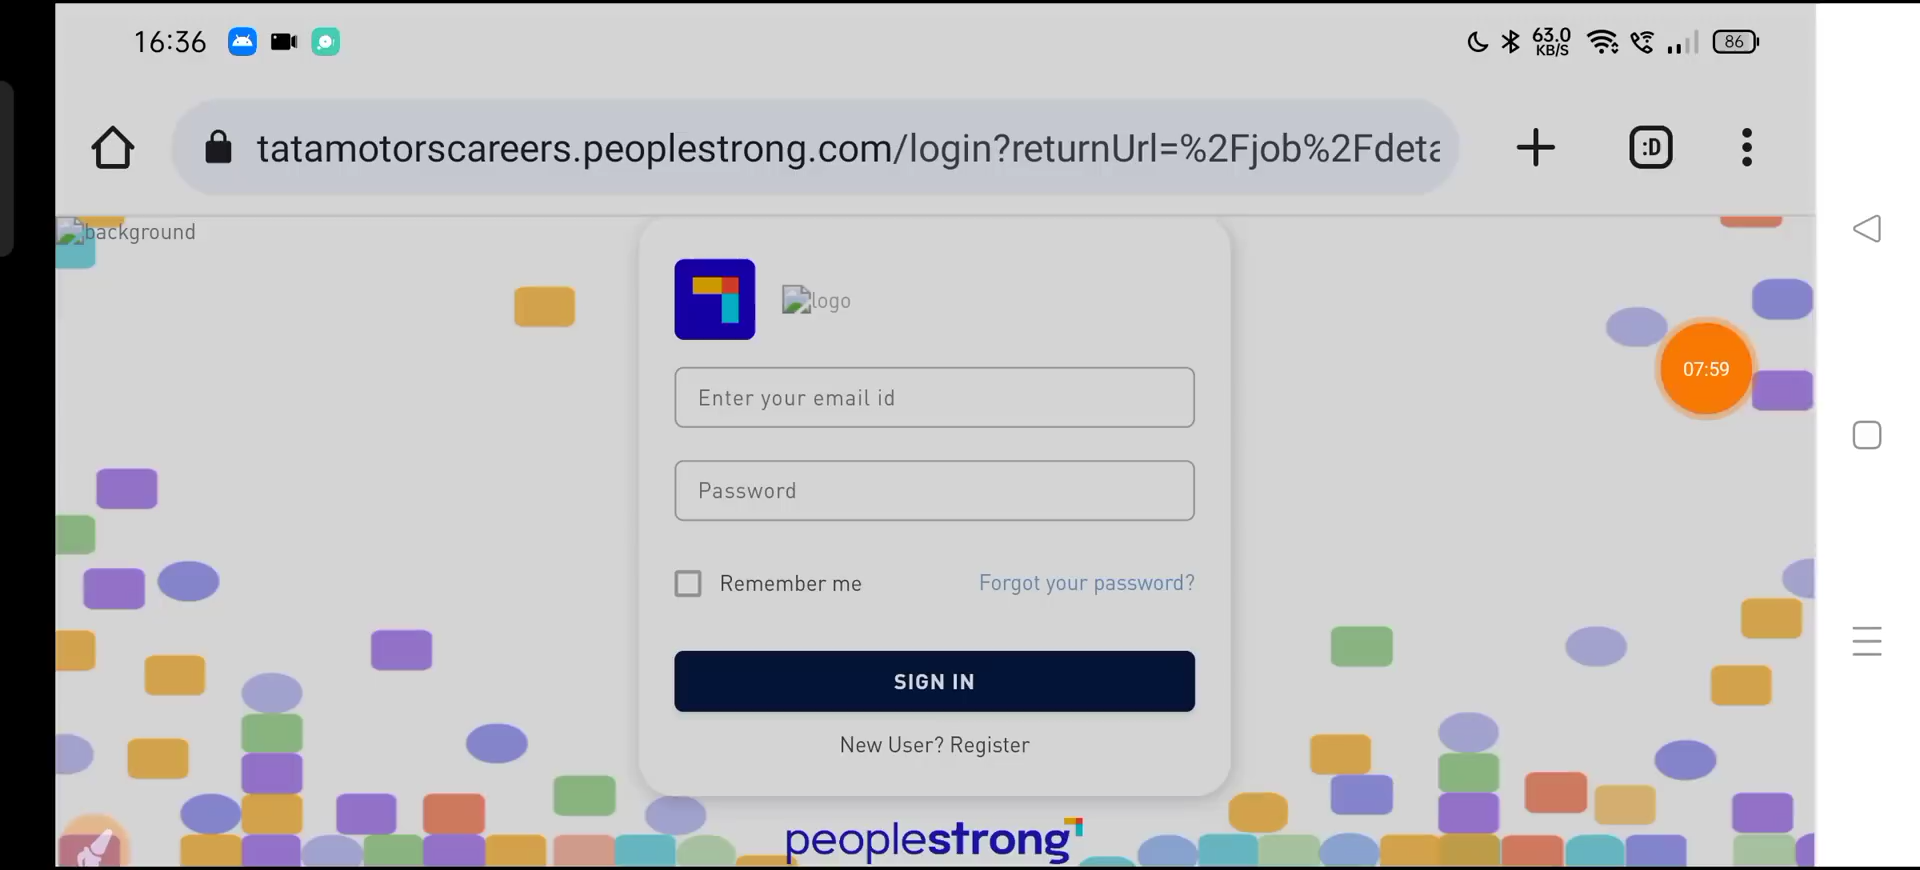 16:36
63.0
KB/S
86
tatamotorscareers.peoplestrong.com/login?returnUrl=%2Fjob%2Fdeta
:D
background
logo
Enter your email id
07:59
Password
Remember me
Forgot your password?
SIGN IN
New User? Register
peoplestrong